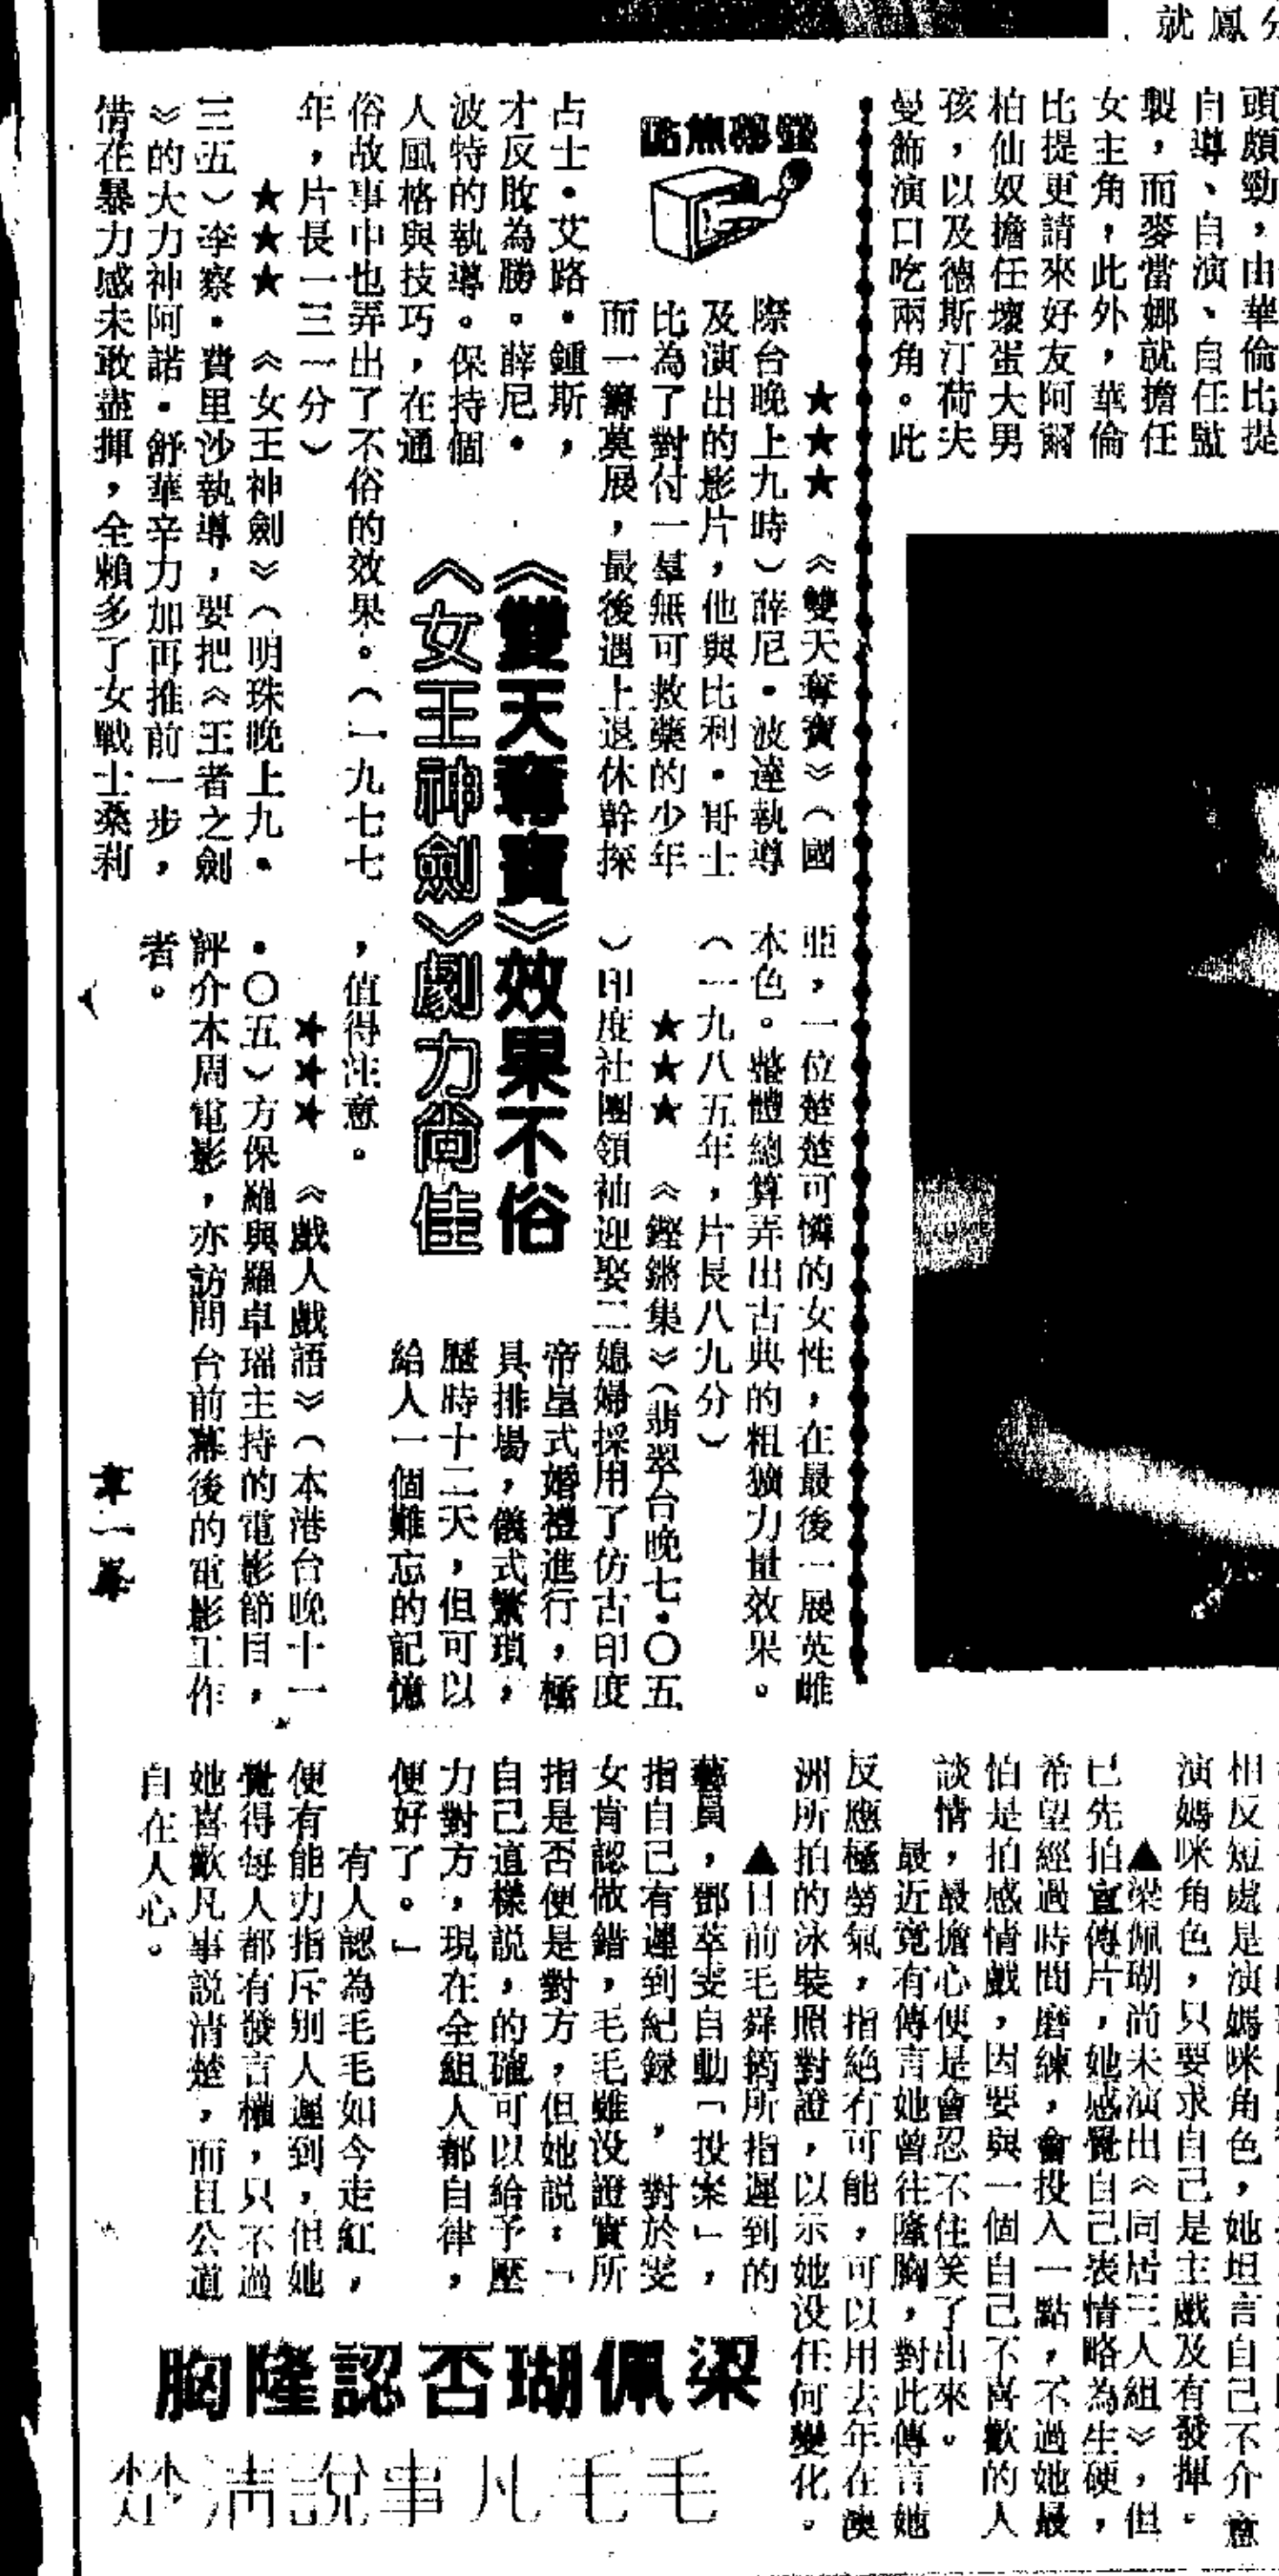 分
鳳
就
頭頗勁，由華倫比提
自導、自演、自任監
製，而麥當娜就擔任
女主角，此外，華倫
比提更請來好友阿爾
柏仙奴擔任壞蛋大男
孩，以及德斯汀荷夫
曼飾演口吃兩角。此
螢幕焦點
《雙天奪寶》效果不俗
《女王神劍》劇力尚佳
★★★《雙天奪寶》（國
際台晚上九時）薛尼．波達執導
及演出的影片，他與比利．哥士
比為了對付一羣無可救藥的少年
而一籌莫展，最後遇上退休幹探
占士．艾路．鍾斯，
才反敗為勝。薛尼．
波特的執導。保持個
人風格與技巧，在通
俗故事中也弄出了不俗的效果。（一九七七
年，片長一三一分）
★★★《女王神劍》（明珠晚上九．
三五）李察．費里沙執導，要把《王者之劍
》的大力神阿諾．舒華辛力加再推前一步，
惜在暴力感未敢盡揮，全賴多了女戰士桑莉
亞，一位楚楚可憐的女性，在最後一展英雌
本色。整體總算弄出古典的粗獷力量效果。
（一九八五年，片長八九分）
★★★《鏗鏘集》（翡翠台晚七．〇五
）印度社團領袖迎娶二媳婦採用了仿古印度
帝皇式婚禮進行，極
具排場，儀式繁瑣，
歷時十二天，但可以
給人一個難忘的記憶
，值得注意。
★★★《戲人戲語》（本港台晚十一
．〇五）方保羅與羅卓瑤主持的電影節目，
評介本周電影，亦訪問台前幕後的電影工作
者。
章一峯
梁佩瑚否認隆胸
毛毛凡事說清楚
相反短處是演媽咪角色，她坦言自己不介意
演媽咪角色，只要求自己是主戲及有發揮。
▲梁佩瑚尚未演出《同居三人組》，但
已先拍宣傳片，她感覺自己表情略為生硬，
希望經過時間磨練，會投入一點，不過她最
怕是拍感情戲，因要與一個自己不喜歡的人
談情，最擔心便是會忍不住笑了出來。
最近竟有傳言她曾往隆胸，對此傳言她
反應極勞氣，指絕冇可能，可以用去年在澳
洲所拍的泳裝照對證，以示她没任何變化。
▲日前毛舜筠所指遲到的
藝員，鄧萃雯自動「投案」，
指自己有遲到紀録，對於雯
女肯認做錯，毛毛雖没證實所
指是否便是對方，但她説：「
自己這樣説，的確可以給予壓
力對方，現在全組人都自律，
便好了。」
有人認為毛毛如今走紅，
便有能力指斥别人遲到，但她
覺得每人都有發言權，只不過
她喜歡凡事説清楚，而且公道
自在人心。